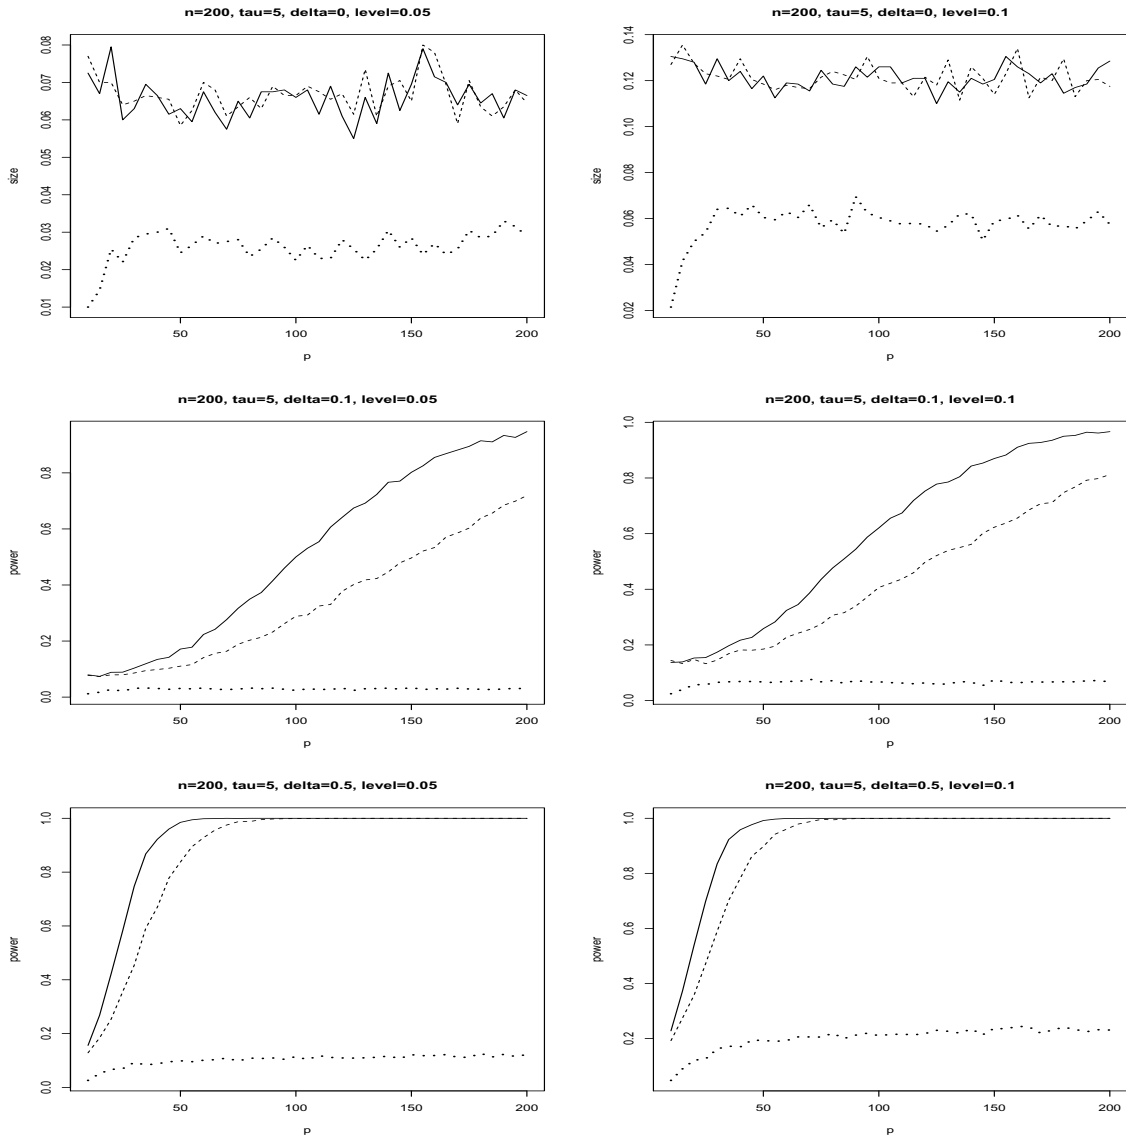 n=200, tau=5, delta=0, level=0.05
size
0.01 0.02 0.03 0.04 0.05 0.06 0.07 0.08
50 100 150 200
p
n=200, tau=5, delta=0, level=0.1
size
0.02 0.04 0.06 0.08 0.10 0.12 0.14
50 100 150 200
p
n=200, tau=5, delta=0.1, level=0.05
power
0.0 0.2 0.4 0.6 0.8
50 100 150 200
p
n=200, tau=5, delta=0.1, level=0.1
power
0.0 0.2 0.4 0.6 0.8 1.0
50 100 150 200
p
n=200, tau=5, delta=0.5, level=0.05
power
0.0 0.2 0.4 0.6 0.8 1.0
50 100 150 200
p
n=200, tau=5, delta=0.5, level=0.1
power
0.2 0.4 0.6 0.8 1.0
50 100 150 200
p